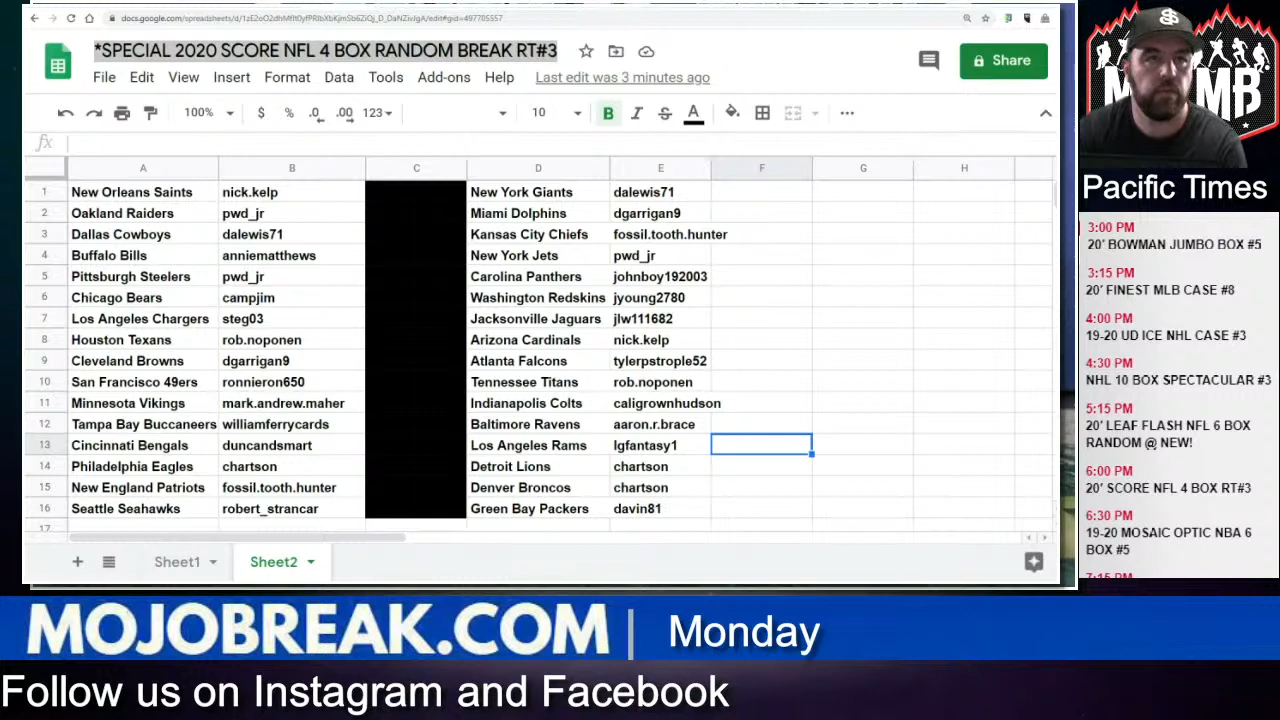 docs.google.com/spreadsheets/d/
*SPECIAL 2020 SCORE NFL 4 BOX RANDOM BREAK RT#3
File Edit View Insert Format Data Tools Add-ons Help Last edit was 3 minutes ago
Share
100% $ % .0 .00 123 10 B I S A
fx
A B C D E F G H
1 New Orleans Saints nick.kelp New York Giants dalewis71
2 Oakland Raiders pwd_jr Miami Dolphins dgarrigan9
3 Dallas Cowboys dalewis71 Kansas City Chiefs fossil.tooth.hunter
4 Buffalo Bills anniematthews New York Jets pwd_jr
5 Pittsburgh Steelers pwd_jr Carolina Panthers johnboy192003
6 Chicago Bears campjim Washington Redskins jyoung2780
7 Los Angeles Chargers steg03 Jacksonville Jaguars jlw111682
8 Houston Texans rob.noponen Arizona Cardinals nick.kelp
9 Cleveland Browns dgarrigan9 Atlanta Falcons tylerpstrople52
10 San Francisco 49ers ronnieron650 Tennessee Titans rob.noponen
11 Minnesota Vikings mark.andrew.maher Indianapolis Colts caligrownhudson
12 Tampa Bay Buccaneers williamferrycards Baltimore Ravens aaron.r.brace
13 Cincinnati Bengals duncandsmart Los Angeles Rams lgfantasy1
14 Philadelphia Eagles chartson Detroit Lions chartson
15 New England Patriots fossil.tooth.hunter Denver Broncos chartson
16 Seattle Seahawks robert_strancar Green Bay Packers davin81
17
Sheet1 Sheet2
MB
Pacific Times
3:00 PM
20' BOWMAN JUMBO BOX #5
3:15 PM
20' FINEST MLB CASE #8
4:00 PM
19-20 UD ICE NHL CASE #3
4:30 PM
NHL 10 BOX SPECTACULAR #3
5:15 PM
20' LEAF FLASH NFL 6 BOX
RANDOM @ NEW!
6:00 PM
20' SCORE NFL 4 BOX RT#3
6:30 PM
19-20 MOSAIC OPTIC NBA 6
BOX #5
7:15 PM
MOJOBREAK.COM | Monday
Follow us on Instagram and Facebook